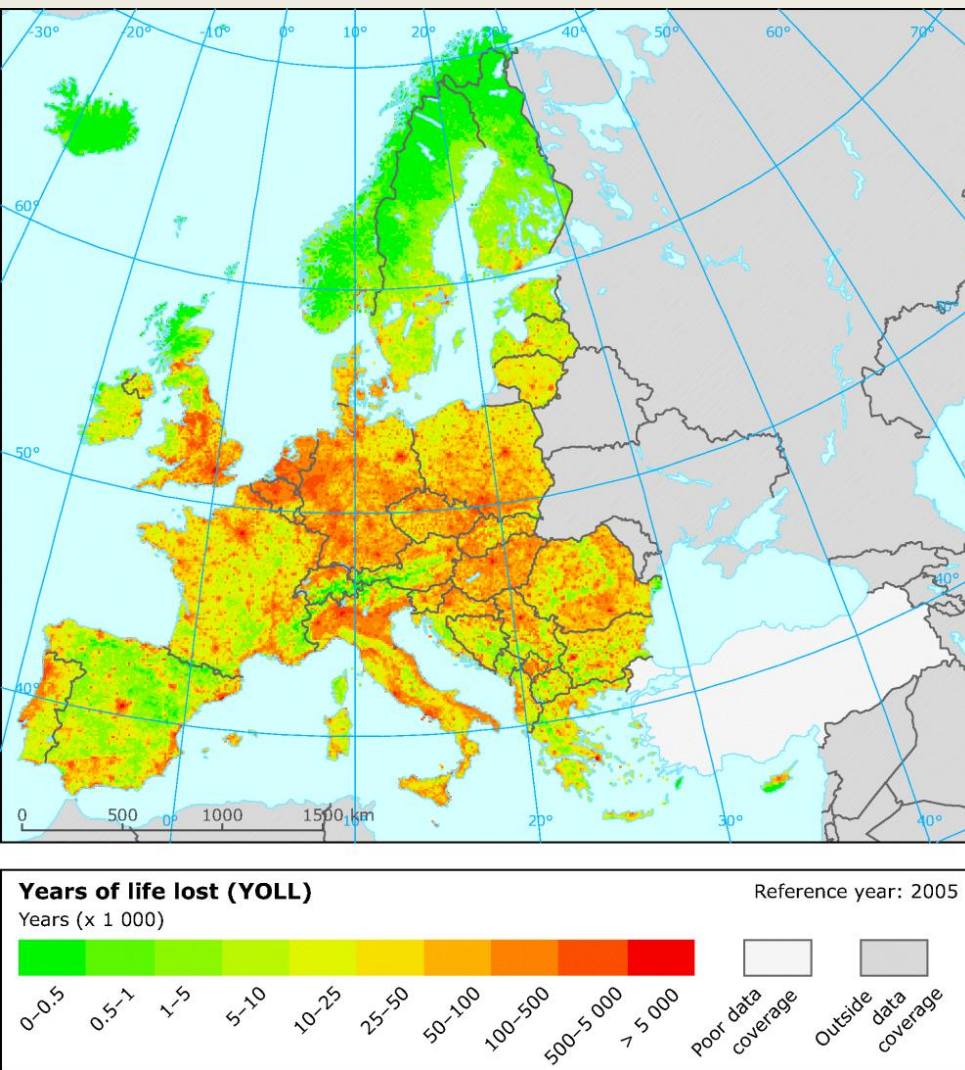 -30° -20° -10° 0° 10° 20° 30° 40° 50° 60° 70°
60°
50°
50°
40°
40°
0 500 1000 1500 km
0° 10° 20° 30° 40°
Years of life lost (YOLL)
Reference year: 2005
Years (x 1 000)
0–0.5
0.5–1
1–5
5–10
10–25
25–50
50–100
100–500
500–5 000
> 5 000
Poor data
coverage
Outside
data
coverage